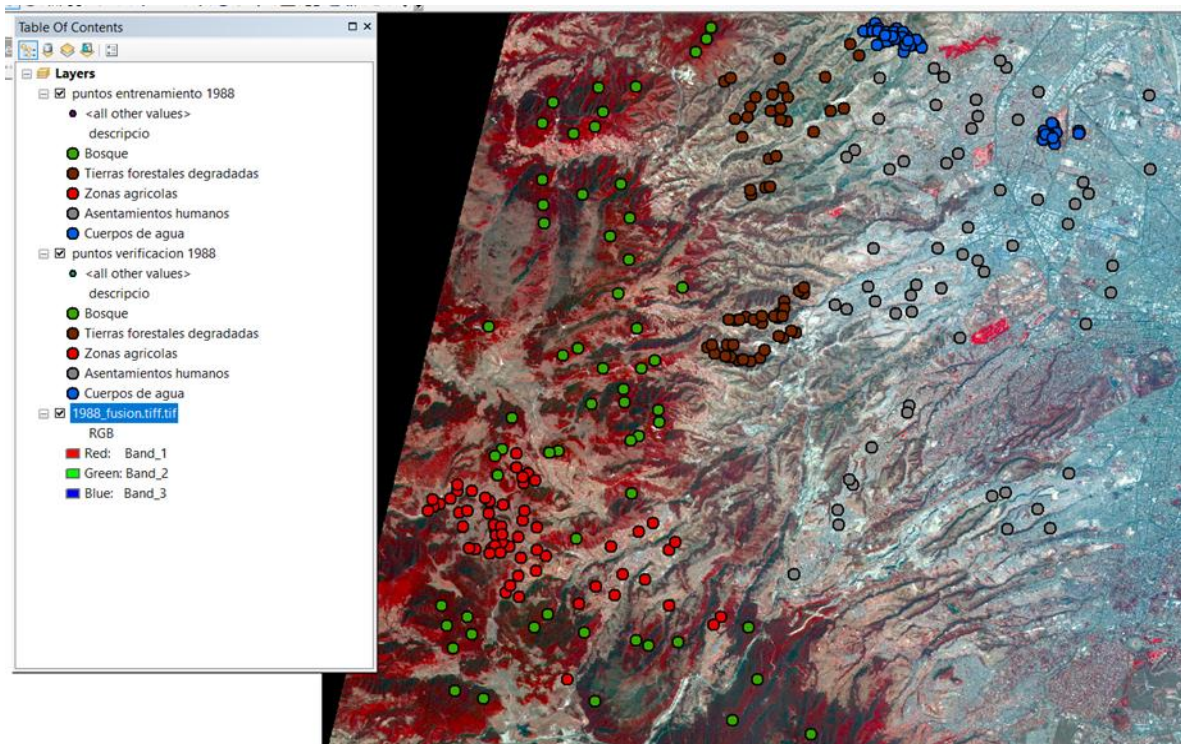 Table Of Contents
Layers
puntos entrenamiento 1988
<all other values>
descripcio
Bosque
Tierras forestales degradadas
Zonas agricolas
Asentamientos humanos
Cuerpos de agua
puntos verificacion 1988
<all other values>
descripcio
Bosque
Tierras forestales degradadas
Zonas agricolas
Asentamientos humanos
Cuerpos de agua
1988_fusion.tiff.tif
RGB
Red: Band_1
Green: Band_2
Blue: Band_3